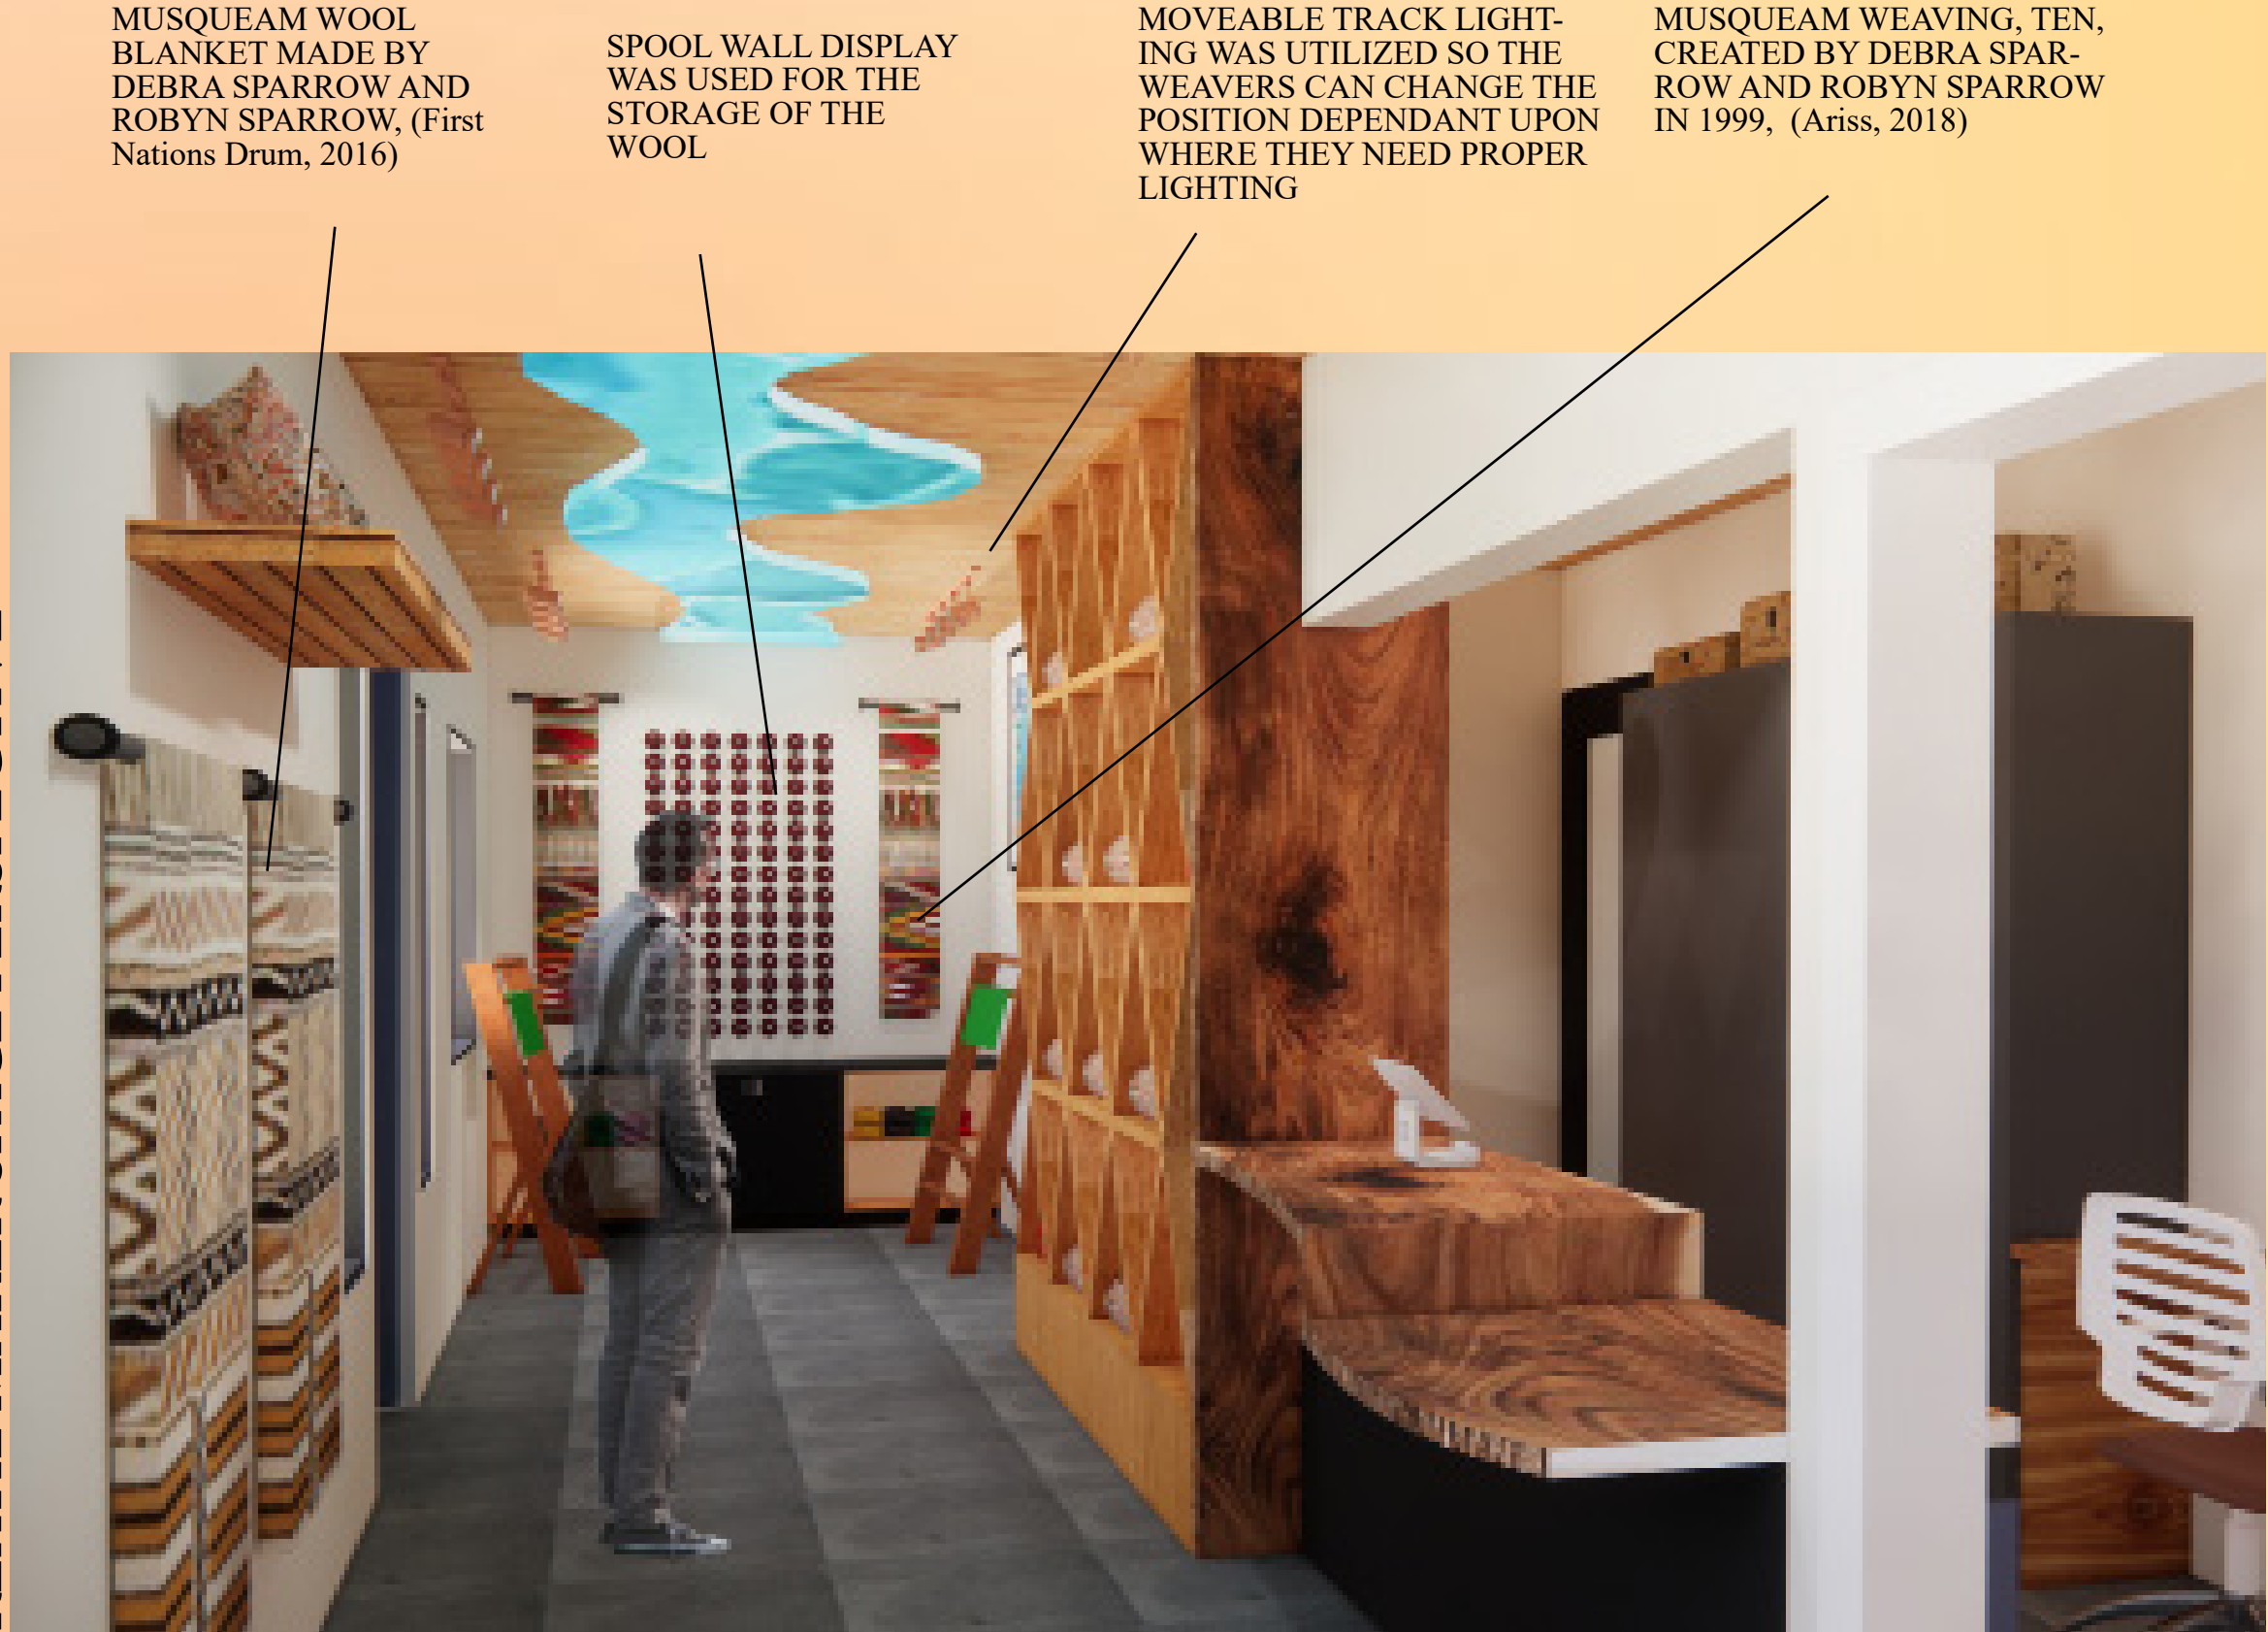 MUSQUEAM WOOL
BLANKET MADE BY
DEBRA SPARROW AND
ROBYN SPARROW, (First
Nations Drum, 2016)
SPOOL WALL DISPLAY
WAS USED FOR THE
STORAGE OF THE
WOOL
MOVEABLE TRACK LIGHT-
ING WAS UTILIZED SO THE
WEAVERS CAN CHANGE THE
POSITION DEPENDANT UPON
WHERE THEY NEED PROPER
LIGHTING
MUSQUEAM WEAVING, TEN,
CREATED BY DEBRA SPAR-
ROW AND ROBYN SPARROW
IN 1999,  (Ariss, 2018)